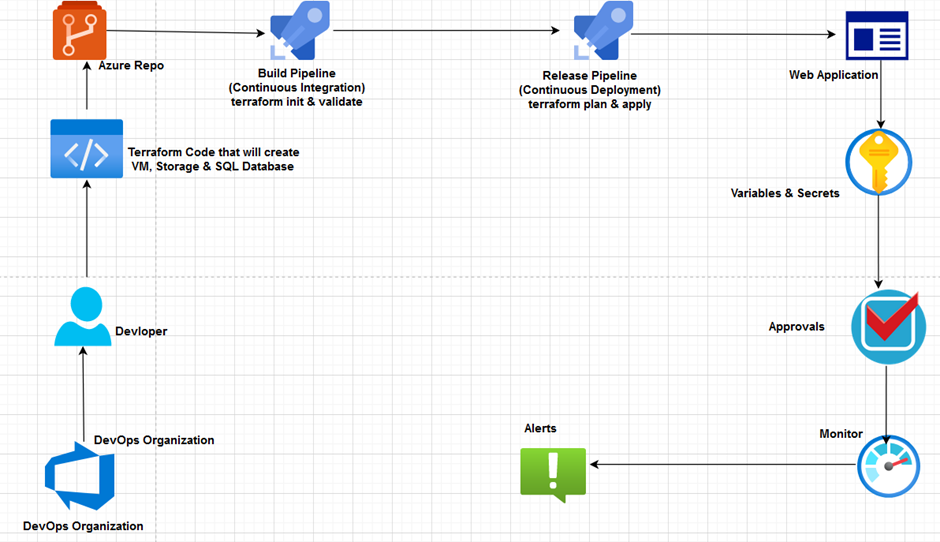 Azure Repo
Build Pipeline
(Continuous Integration)
terraform init & validate
Release Pipeline
(Continuous Deployment)
terraform plan & apply
Web Application
Terraform Code that will create
VM, Storage & SQL Database
Variables & Secrets
Devloper
Approvals
DevOps Organization
Alerts
Monitor
DevOps Organization